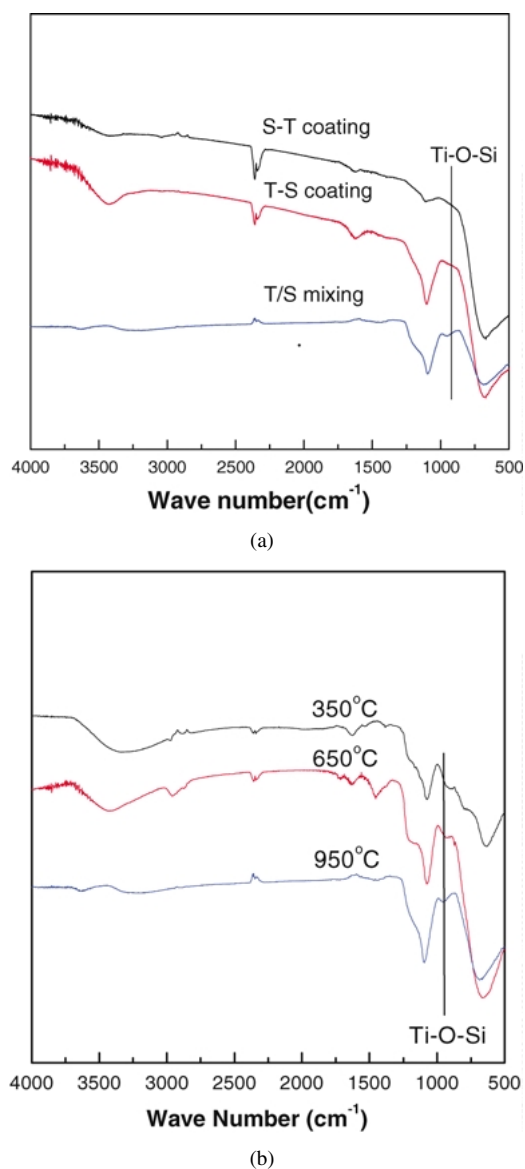 S-T coating
Ti-O-Si
T-S coating
T/S mixing
4000 3500 3000 2500 2000 1500 1000 500
Wave number(cm⁻¹)
(a)
350°C
650°C
950°C
Ti-O-Si
4000 3500 3000 2500 2000 1500 1000 500
Wave Number (cm⁻¹)
(b)